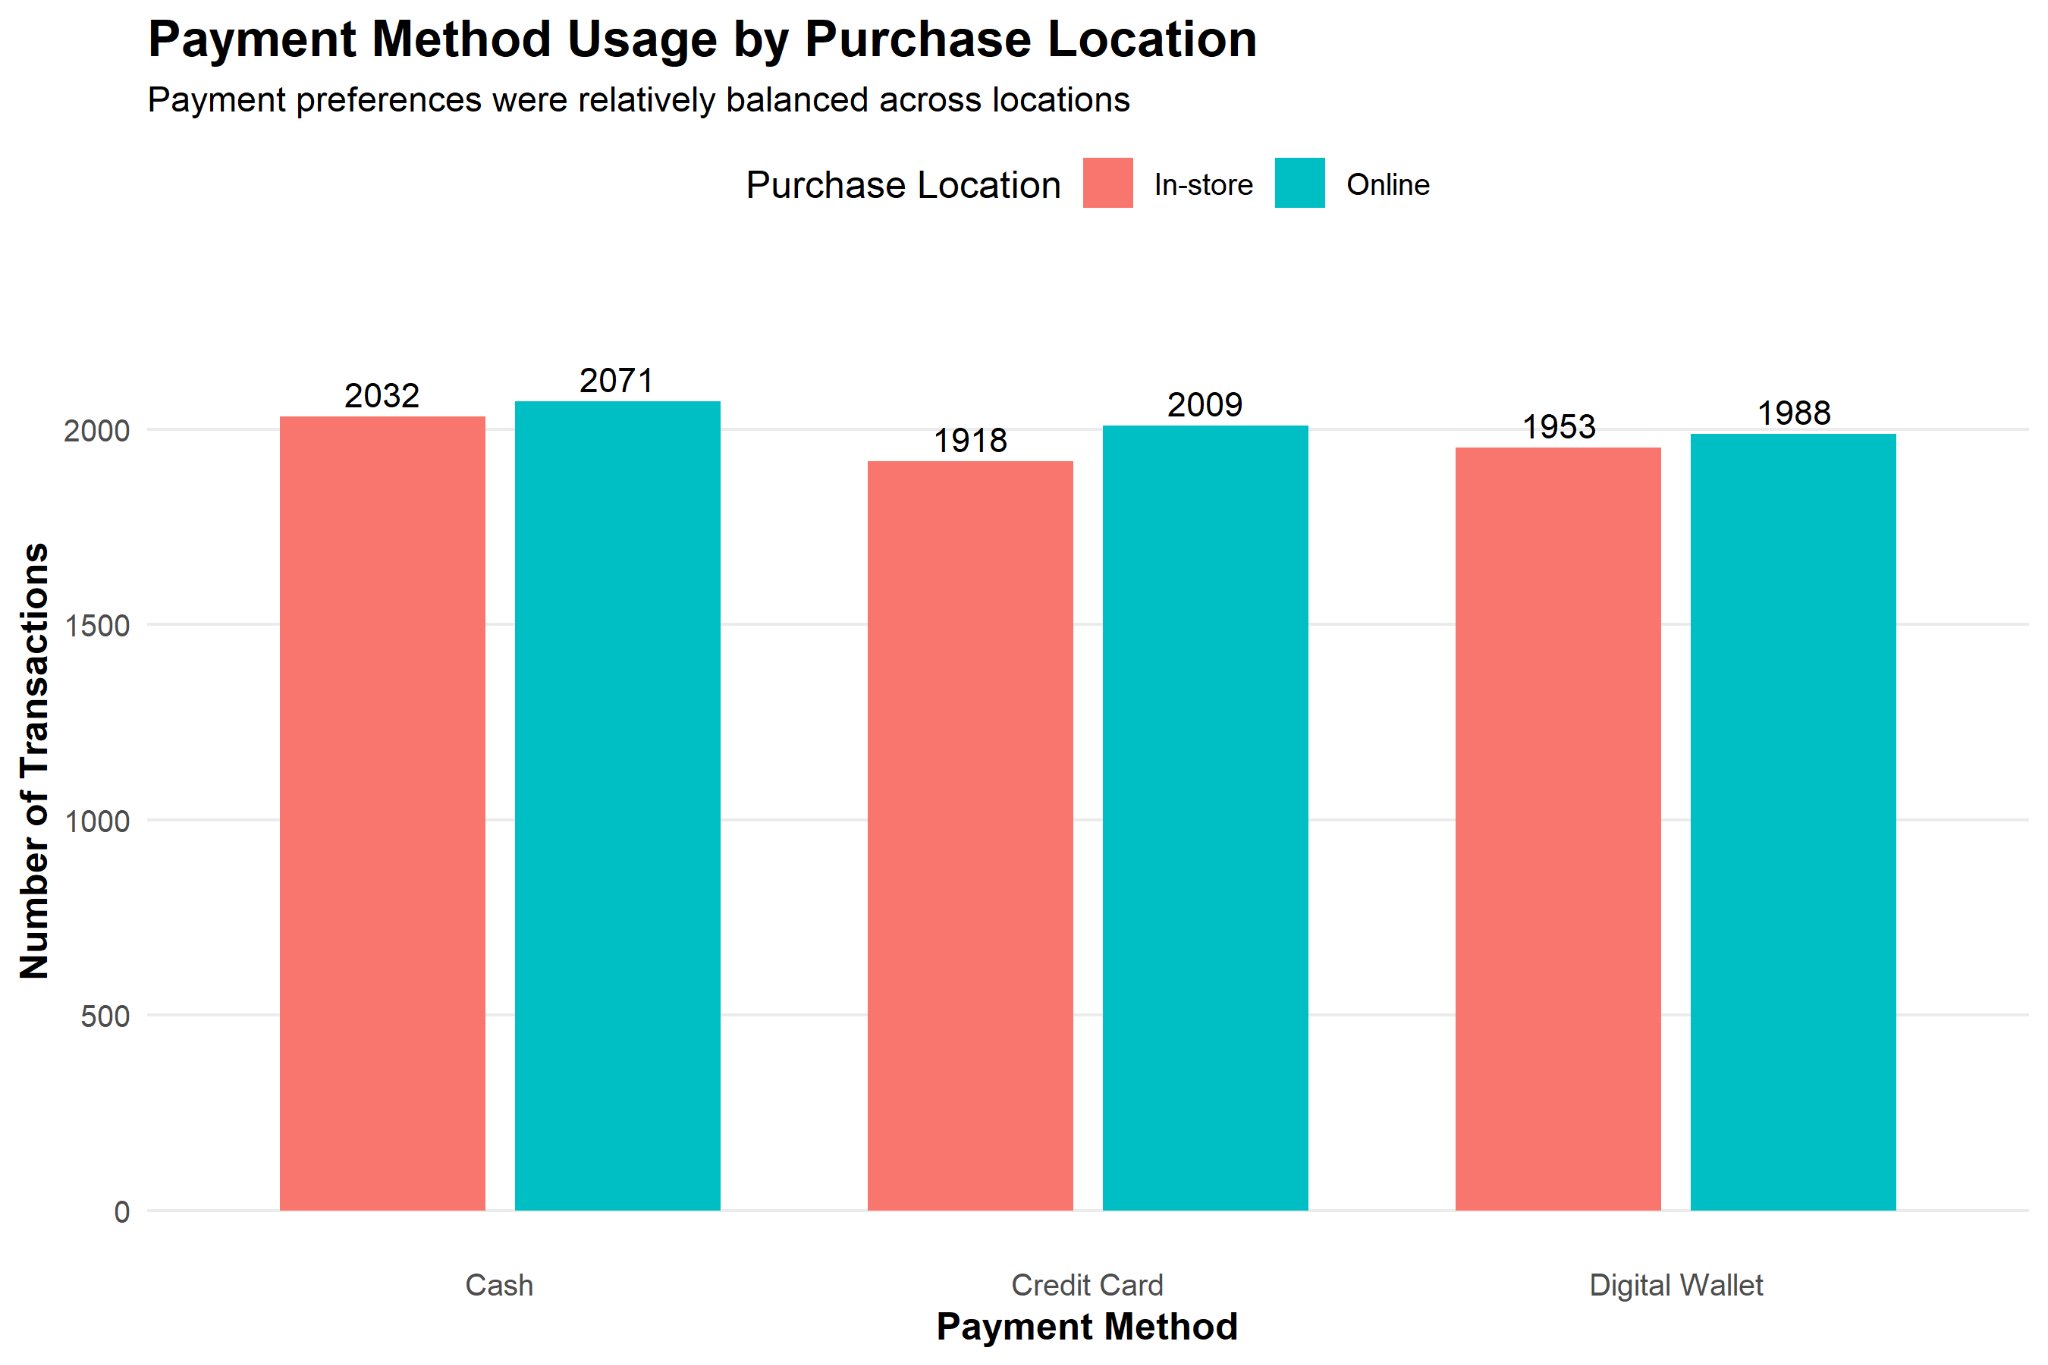 Payment Method Usage by Purchase Location
Payment preferences were relatively balanced across locations
Purchase Location In-store Online
2032 2071 1918 2009 1953 1988
2000
1500
1000
500
0
Number of Transactions
Cash Credit Card Digital Wallet
Payment Method